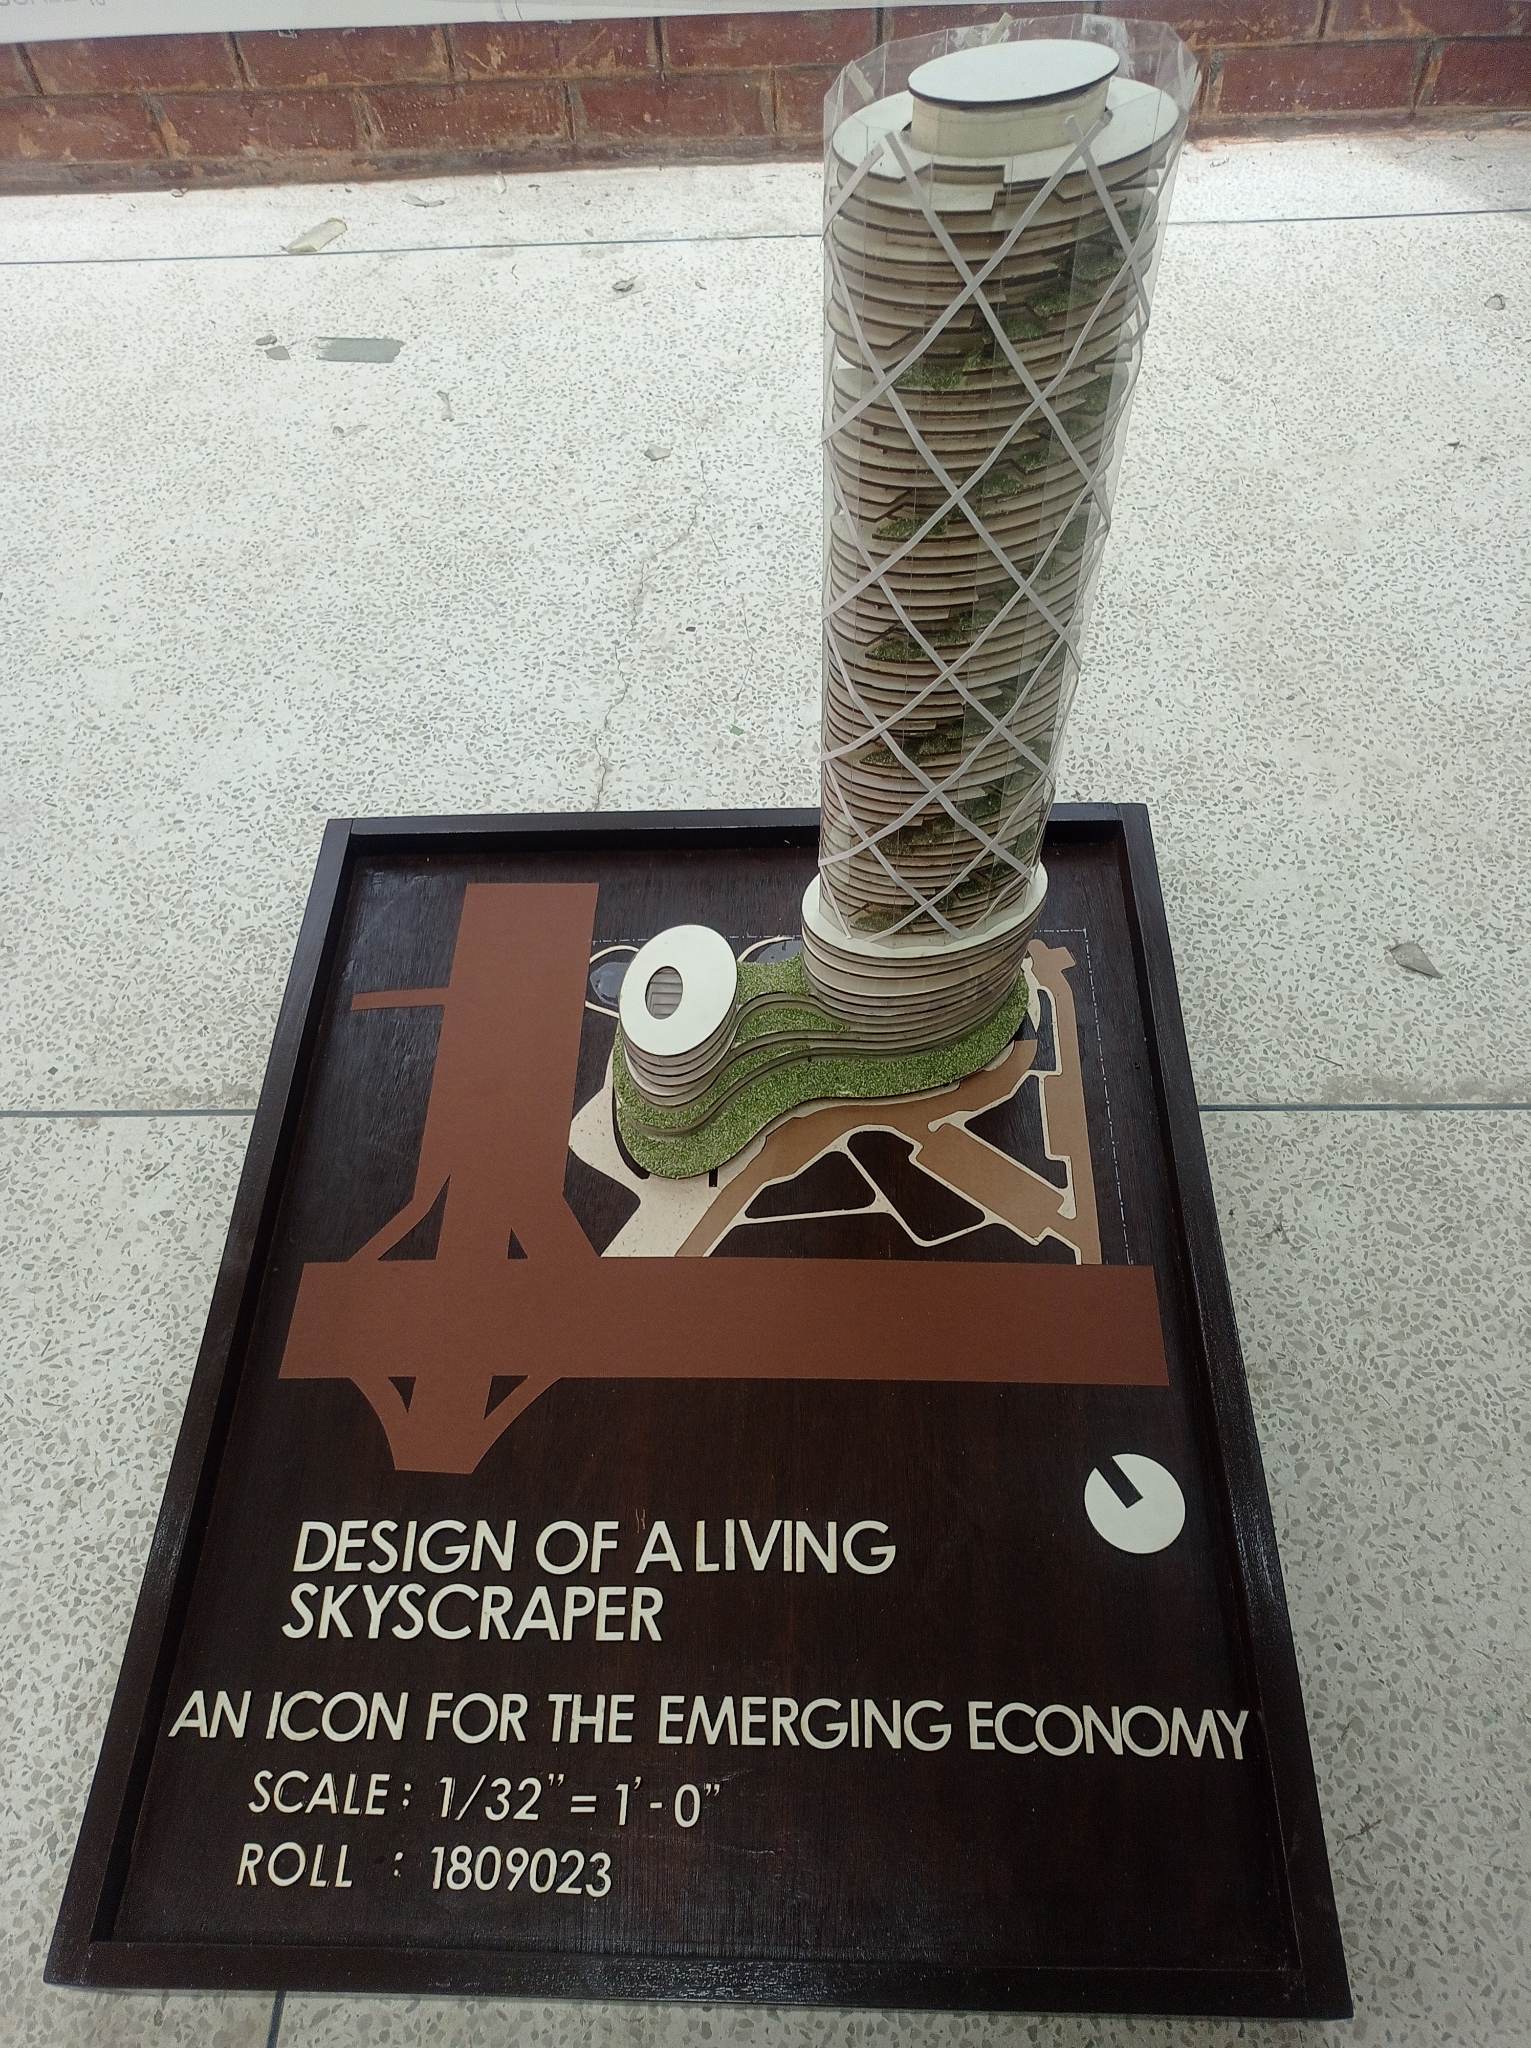 DESIGN OF A LIVING
SKYSCRAPER
AN ICON FOR THE EMERGING ECONOMY
SCALE : 1/32" = 1' - 0"
ROLL : 1809023